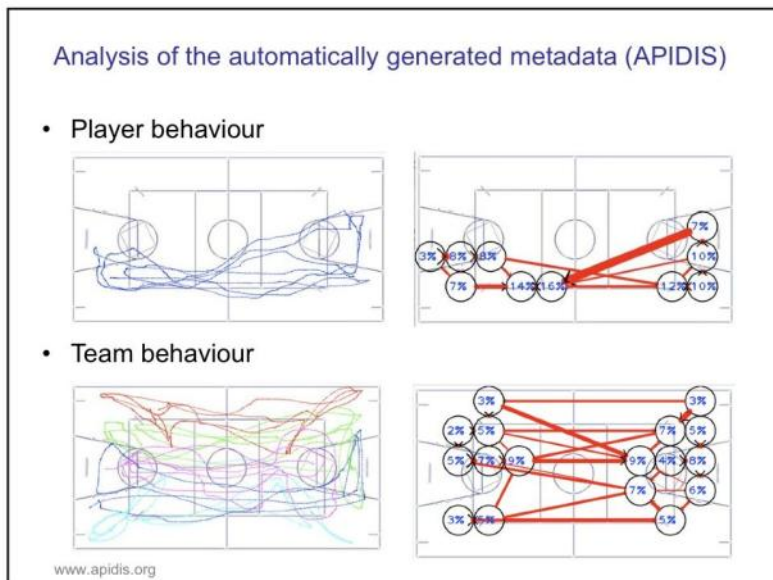 Analysis of the automatically generated metadata (APIDIS)
• Player behaviour
7%
3% 8% 8% 10%
7% 14% 16% 12% 10%
• Team behaviour
3% 3%
2% 5% 7% 5%
5% 7% 9% 9% 4% 8%
7% 6%
3% 5%
www.apidis.org